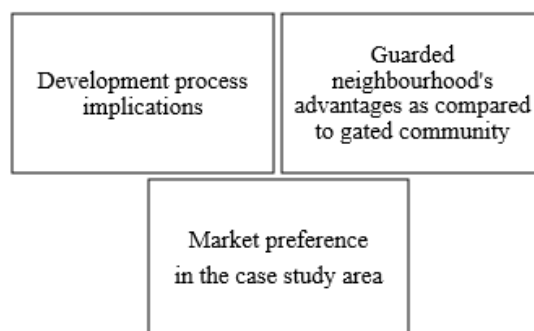 Development process
implications
Guarded
neighbourhood's
advantages as compared
to gated community
Market preference
in the case study area